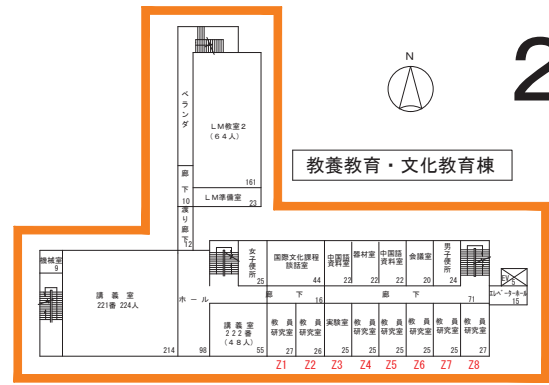 2
N
教養教育・文化教育棟
ベランダ
LM教室2
(64人)
161
廊下
10
LM準備室
23
渡り廊下
12
機械室
9
女子便所
25
国際文化課程
談話室
44
中国語
資料室
22
器材室
22
中国語
資料室
22
会議室
20
男子便所
24
EV
5
エレベーターホール
15
講義室
221番 224人
214
ホール
98
廊下
16
廊下
71
講義室
222番
(48人)
55
教員
研究室
27
教員
研究室
26
実験室
25
教員
研究室
25
教員
研究室
25
教員
研究室
25
教員
研究室
25
教員
研究室
27
Z1 Z2 Z3 Z4 Z5 Z6 Z7 Z8